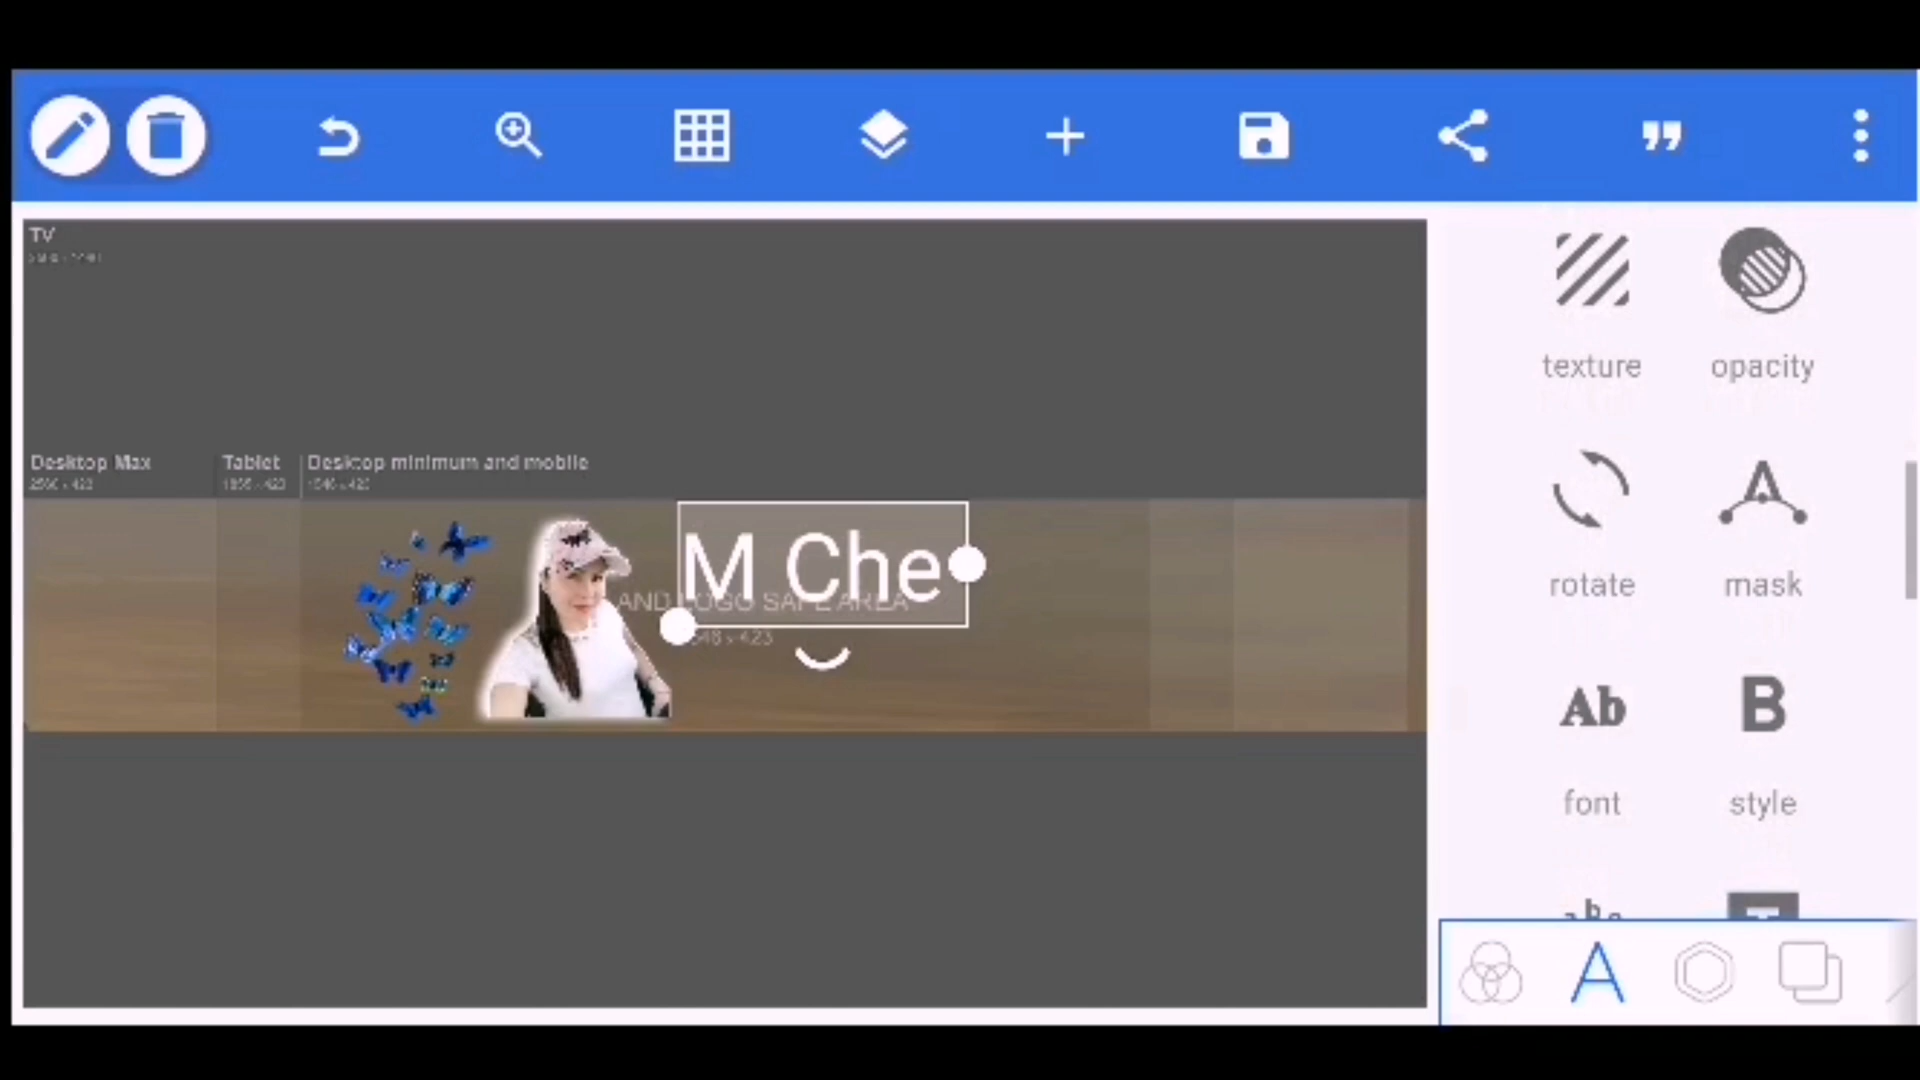 TV
texture
opacity
Desktop Max
Tablet
Desktop minimum and mobile
M Che
AND LOGO SAFE AREA
rotate
mask
Ab
B
font
style
A